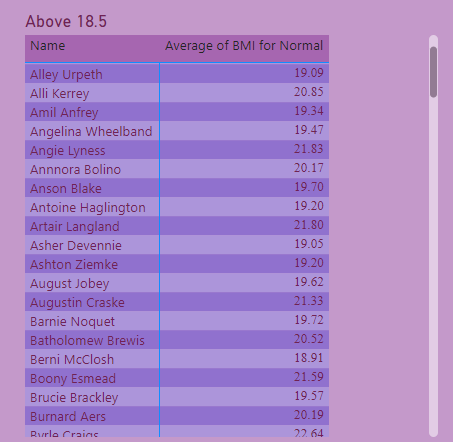 Above 18.5
Name Average of BMI for Normal
Alley Urpeth 19.09
Alli Kerrey 20.85
Amil Anfrey 19.34
Angelina Wheelband 19.47
Angie Lyness 21.83
Annnora Bolino 20.17
Anson Blake 19.70
Antoine Haglington 19.20
Artair Langland 21.80
Asher Devennie 19.05
Ashton Ziemke 19.20
August Jobey 19.62
Augustin Craske 21.33
Barnie Noquet 19.72
Batholomew Brewis 20.52
Berni McClosh 18.91
Boony Esmead 21.59
Brucie Brackley 19.57
Burnard Aers 20.19
Byrle Craigs 22.64